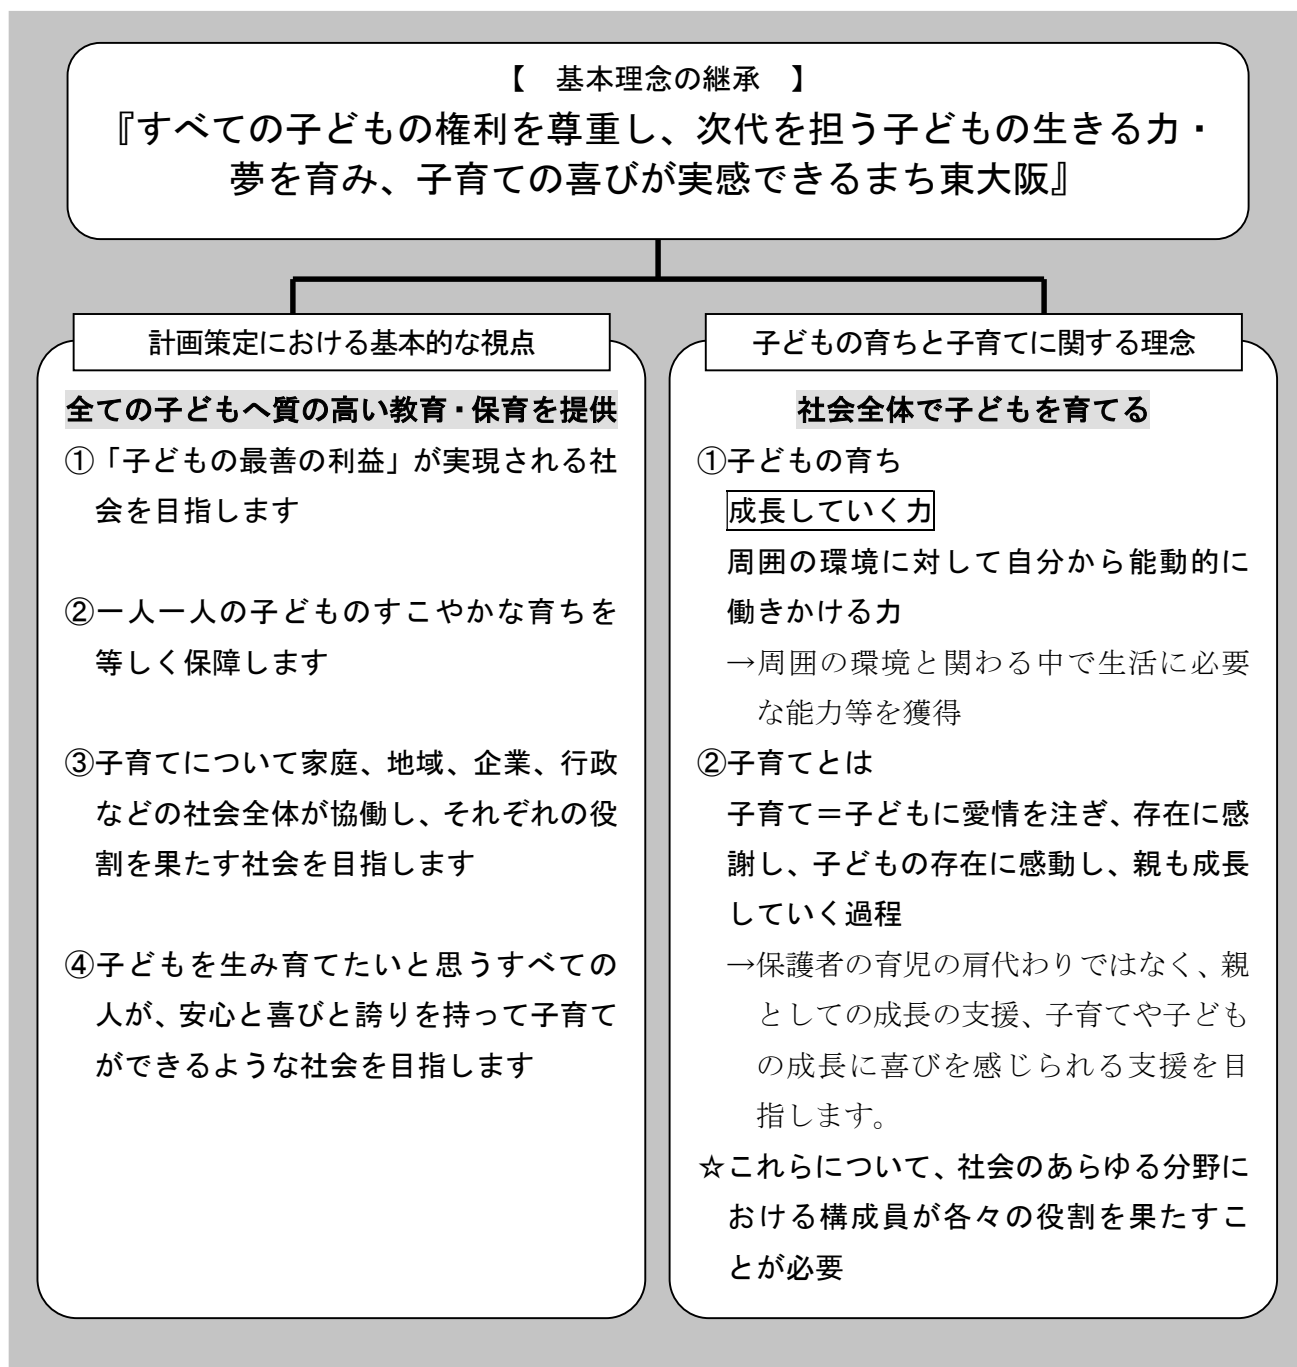 【　基本理念の継承　】
『すべての子どもの権利を尊重し、次代を担う子どもの生きる力・
夢を育み、子育ての喜びが実感できるまち東大阪』
計画策定における基本的な視点
全ての子どもへ質の高い教育・保育を提供
①「子どもの最善の利益」が実現される社
会を目指します
②一人一人の子どものすこやかな育ちを
等しく保障します
③子育てについて家庭、地域、企業、行政
などの社会全体が協働し、それぞれの役
割を果たす社会を目指します
④子どもを生み育てたいと思うすべての
人が、安心と喜びと誇りを持って子育て
ができるような社会を目指します
子どもの育ちと子育てに関する理念
社会全体で子どもを育てる
①子どもの育ち
成長していく力
周囲の環境に対して自分から能動的に
働きかける力
→周囲の環境と関わる中で生活に必要
な能力等を獲得
②子育てとは
子育て＝子どもに愛情を注ぎ、存在に感
謝し、子どもの存在に感動し、親も成長
していく過程
→保護者の育児の肩代わりではなく、親
としての成長の支援、子育てや子ども
の成長に喜びを感じられる支援を目
指します。
☆これらについて、社会のあらゆる分野に
おける構成員が各々の役割を果たすこ
とが必要